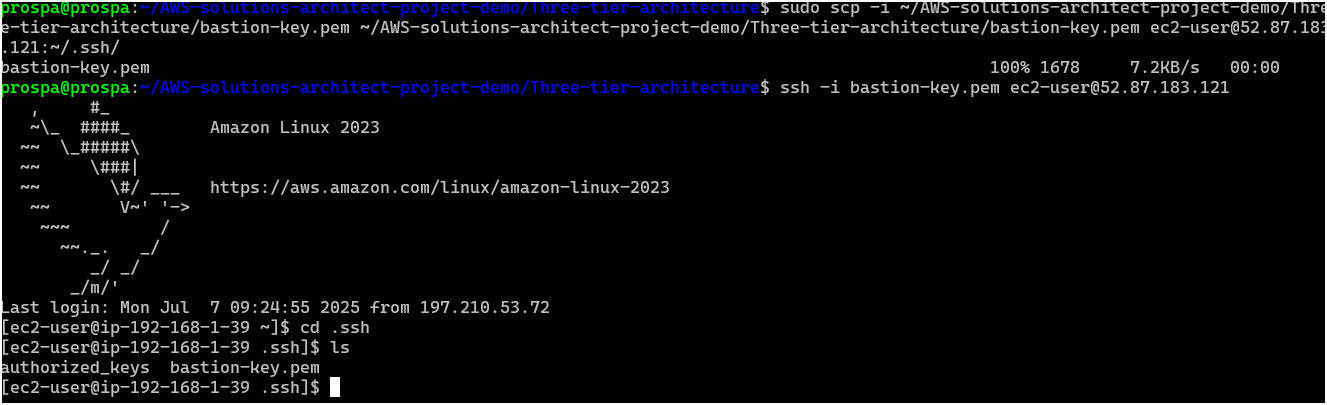 prospa@prospa:~/AWS-solutions-architect-project-demo/Three-tier-architecture$ sudo scp -i ~/AWS-solutions-architect-project-demo/Thre
e-tier-architecture/bastion-key.pem ~/AWS-solutions-architect-project-demo/Three-tier-architecture/bastion-key.pem ec2-user@52.87.183
.121:~/.ssh/
bastion-key.pem                                                                                    100% 1678     7.2KB/s   00:00
prospa@prospa:~/AWS-solutions-architect-project-demo/Three-tier-architecture$ ssh -i bastion-key.pem ec2-user@52.87.183.121
   ,     #_
   ~\_  ####_        Amazon Linux 2023
  ~~  \_#####\
  ~~     \###|
  ~~       \#/ ___   https://aws.amazon.com/linux/amazon-linux-2023
   ~~       V~' '->
    ~~~         /
      ~~._.   _/
         _/ _/
       _/m/'
Last login: Mon Jul  7 09:24:55 2025 from 197.210.53.72
[ec2-user@ip-192-168-1-39 ~]$ cd .ssh
[ec2-user@ip-192-168-1-39 .ssh]$ ls
authorized_keys  bastion-key.pem
[ec2-user@ip-192-168-1-39 .ssh]$